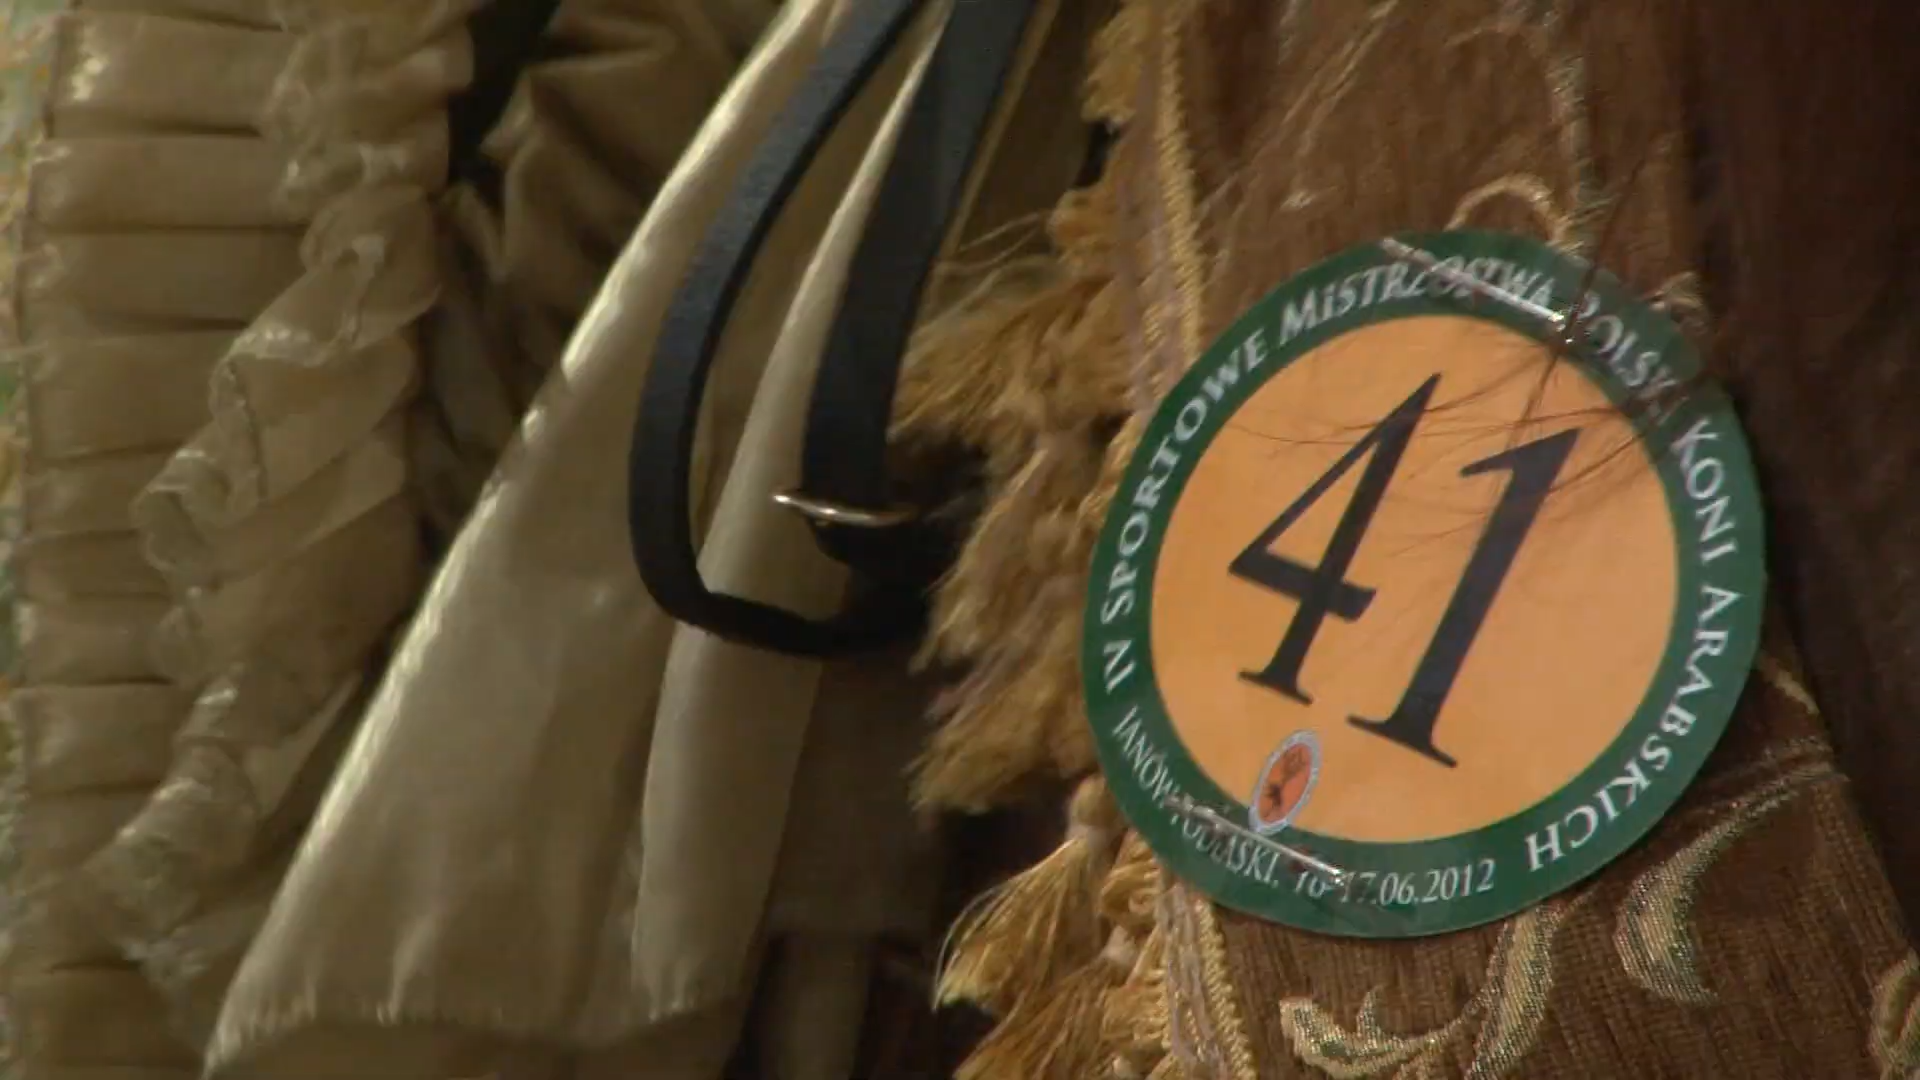 IV SPORTOWE MiSTRZOSTWA POLSKI KONI ARABSKICH
41
JANÓW PODLASKI, 16-17.06.2012